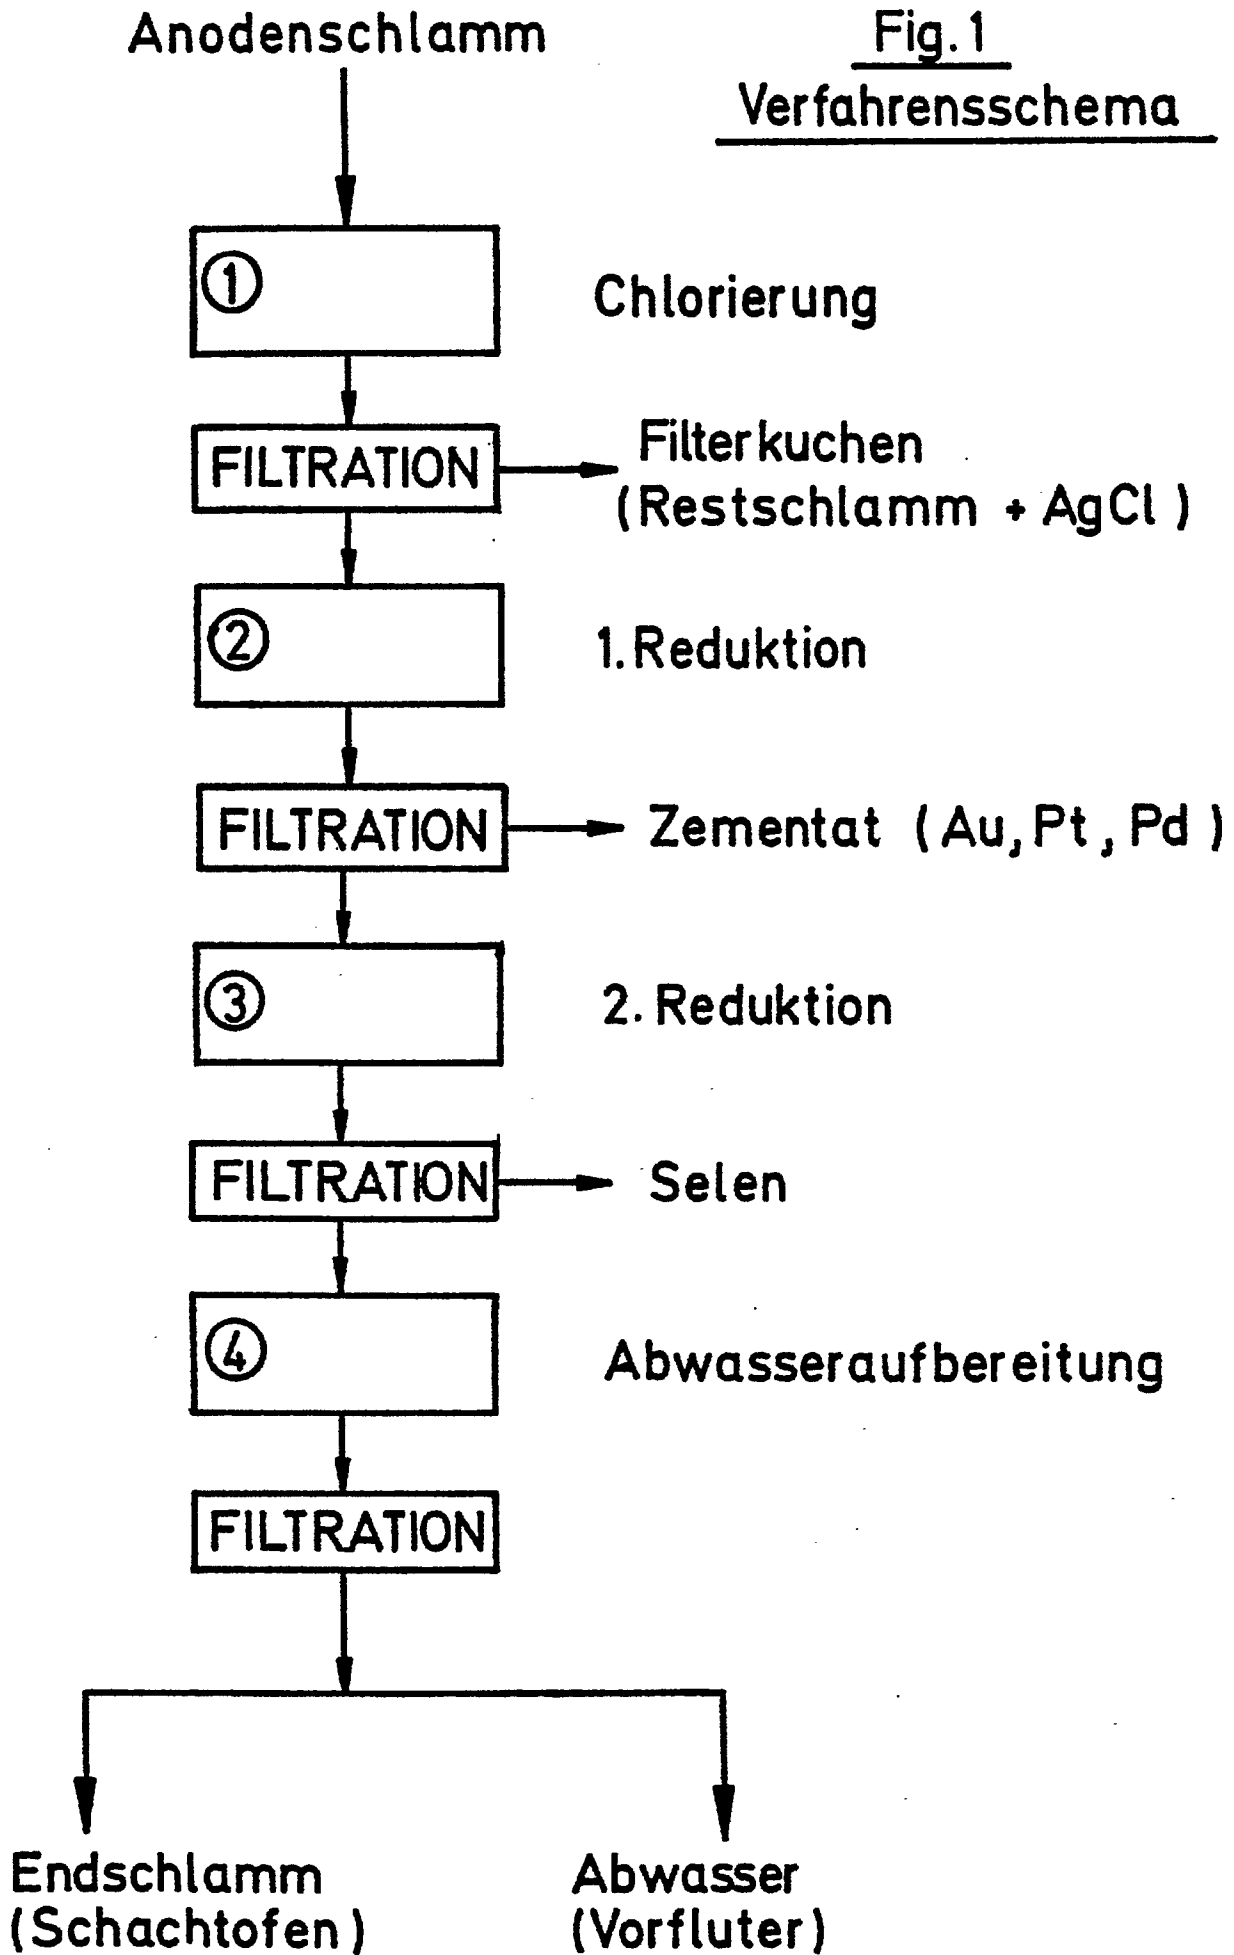 Anodenschlamm
Fig. 1
Verfahrensschema
1
Chlorierung
FILTRATION
Filterkuchen
(Restschlamm + AgCl)
2
1. Reduktion
FILTRATION
Zementat (Au, Pt, Pd)
3
2. Reduktion
FILTRATION
Selen
4
Abwasseraufbereitung
FILTRATION
Endschlamm
(Schachtofen)
Abwasser
(Vorfluter)